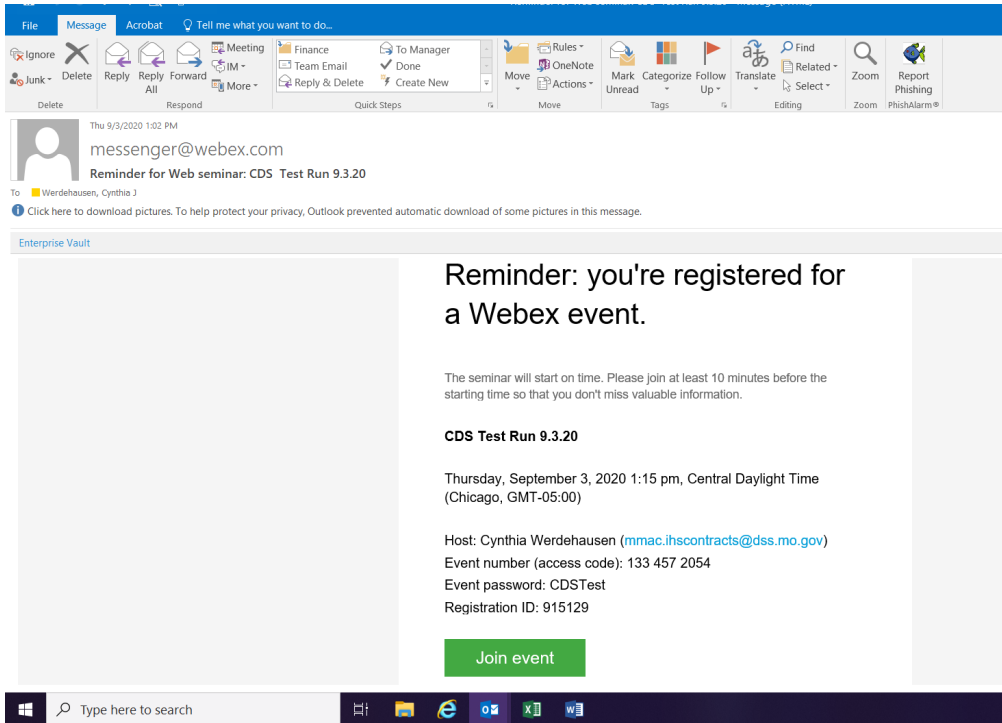 File Message Acrobat Tell me what you want to do...
Ignore
Junk
Delete
Reply
Reply All
Forward
Meeting
IM
More
Finance
Team Email
Reply & Delete
To Manager
Done
Create New
Move
Rules
OneNote
Actions
Mark Unread
Categorize
Follow Up
Translate
Find
Related
Select
Zoom
Report Phishing
Delete Respond Quick Steps Move Tags Editing Zoom PhishAlarm®
Thu 9/3/2020 1:02 PM
messenger@webex.com
Reminder for Web seminar: CDS Test Run 9.3.20
To Werdehausen, Cynthia J
Click here to download pictures. To help protect your privacy, Outlook prevented automatic download of some pictures in this message.
Enterprise Vault
Reminder: you're registered for
a Webex event.
The seminar will start on time. Please join at least 10 minutes before the
starting time so that you don't miss valuable information.
CDS Test Run 9.3.20
Thursday, September 3, 2020 1:15 pm, Central Daylight Time
(Chicago, GMT-05:00)
Host: Cynthia Werdehausen (mmac.ihscontracts@dss.mo.gov)
Event number (access code): 133 457 2054
Event password: CDSTest
Registration ID: 915129
Join event
Type here to search